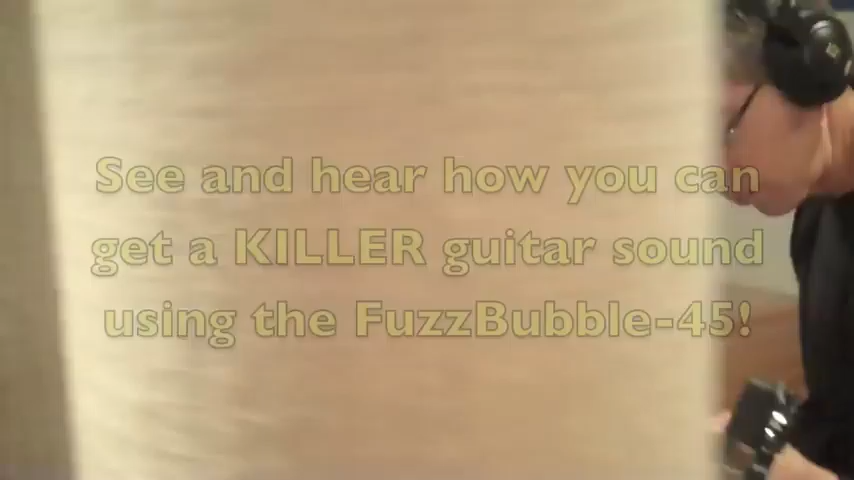 See and hear how you can
get a KILLER guitar sound
using the FuzzBubble-45!